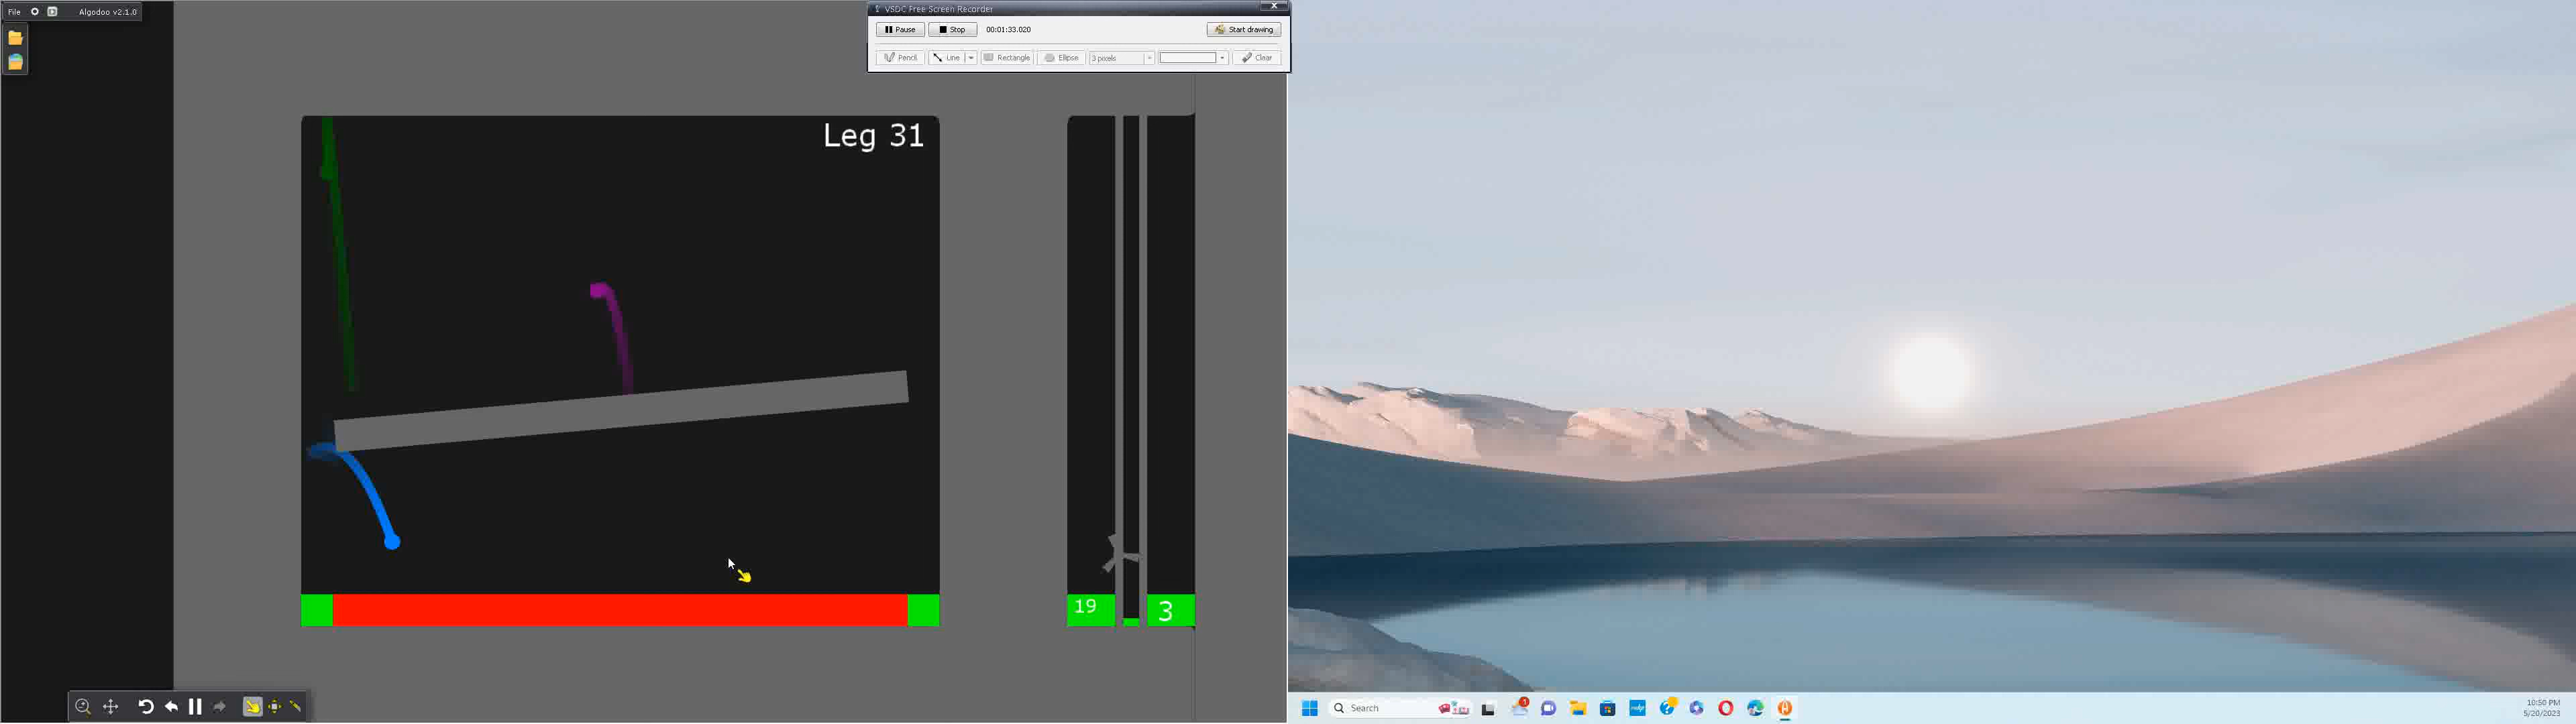 File Algodoo v2.1.0
VSDC Free Screen Recorder
Pause Stop 00:01:33.020 Start drawing
Pencil Line Rectangle Ellipse 3 pixels Clear
Leg 31
19 3
Search
1
10:50 PM
5/20/2023